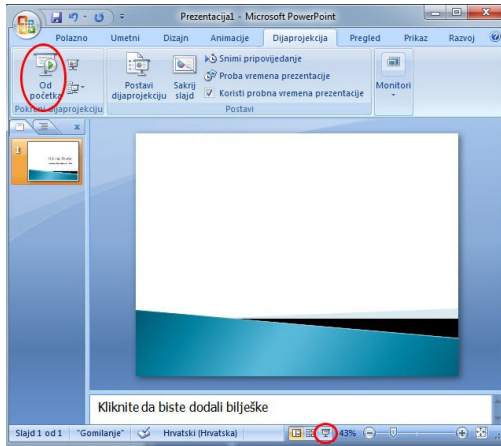 Prezentacija1 - Microsoft PowerPoint
Polazno Umetni Dizajn Animacije Dijaprojekcija Pregled Prikaz Razvoj
Od početka
Postavi dijaprojekciju
Sakrij slajd
Snimi pripovijedanje
Proba vremena prezentacije
Koristi probna vremena prezentacije
Monitori
Pokreni dijaprojekciju
Postavi
1
Kliknite da biste dodali bilješke
Slajd 1 od 1 "Gomilanje" Hrvatski (Hrvatska) 43%